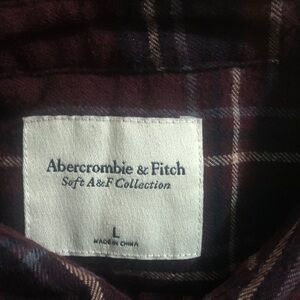 Abercrombie & Fitch
Soft A&F Collection
L
MADE IN CHINA